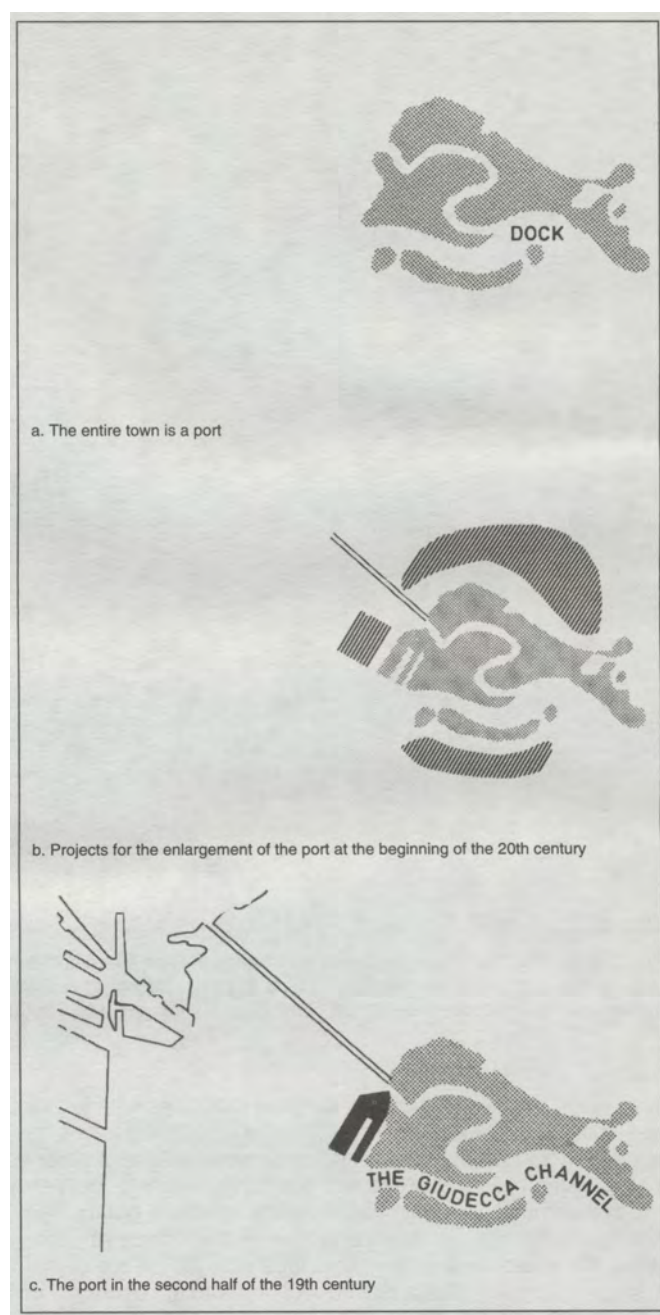 DOCK
a. The entire town is a port
b. Projects for the enlargement of the port at the beginning of the 20th century
THE GIUDECCA CHANNEL
c. The port in the second half of the 19th century